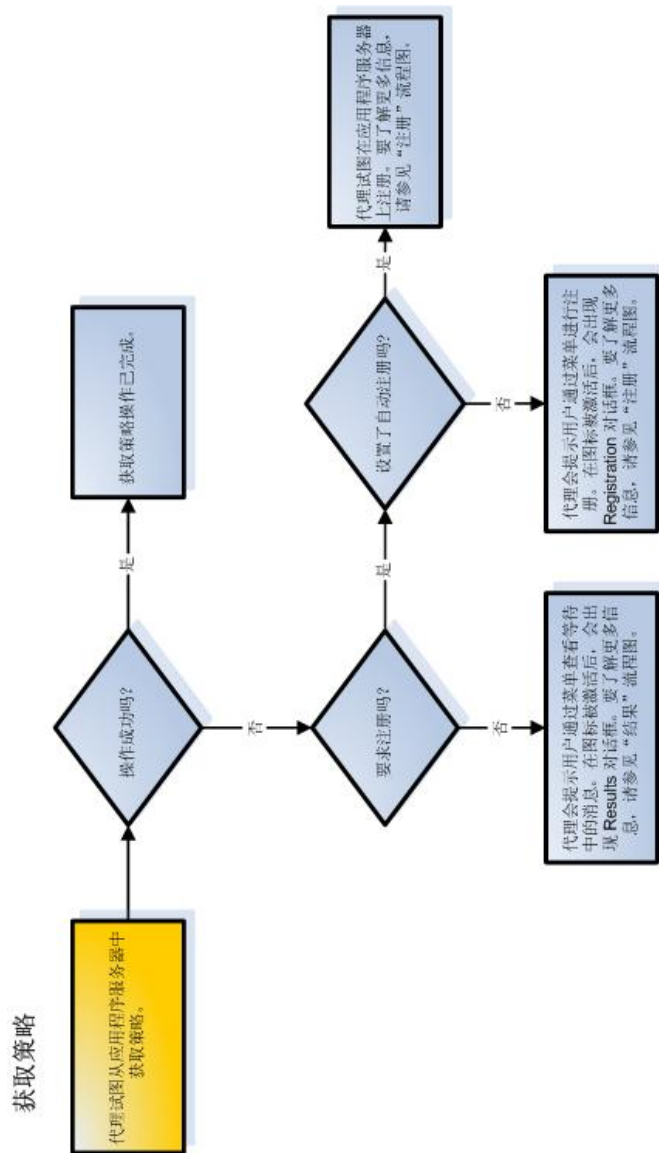 获取策略
代理试图从应用程序服务器中
获取策略。
操作成功吗?
是
获取策略操作已完成。
否
要求注册吗?
是
设置了自动注册吗?
是
代理试图在应用程序服务器
上注册。要了解更多信息,
请参见“注册”流程图。
否
代理会提示用户通过菜单查看等待
中的消息。在图标被激活后，会出
现 Results 对话框。要了解更多信
息，请参见“结果”流程图。
否
代理会提示用户通过菜单进行注
册。在图标被激活后，会出现
Registration 对话框。要了解更多
信息，请参见“注册”流程图。